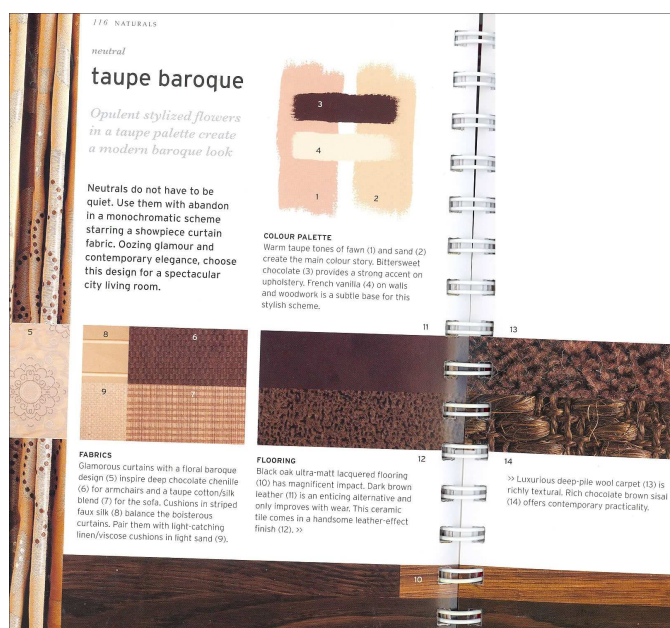 116 NATURALS
neutral
taupe baroque
Opulent stylized flowers
in a taupe palette create
a modern baroque look
Neutrals do not have to be
quiet. Use them with abandon
in a monochromatic scheme
starring a showpiece curtain
fabric. Oozing glamour and
contemporary elegance, choose
this design for a spectacular
city living room.
3
4
1
2
COLOUR PALETTE
Warm taupe tones of fawn (1) and sand (2)
create the main colour story. Bittersweet
chocolate (3) provides a strong accent on
upholstery. French vanilla (4) on walls
and woodwork is a subtle base for this
stylish scheme.
5
8
6
9
7
11
12
13
14
FABRICS
Glamorous curtains with a floral baroque
design (5) inspire deep chocolate chenille
(6) for armchairs and a taupe cotton/silk
blend (7) for the sofa. Cushions in striped
faux silk (8) balance the boisterous
curtains. Pair them with light-catching
linen/viscose cushions in light sand (9).
FLOORING
Black oak ultra-matt lacquered flooring
(10) has magnificent impact. Dark brown
leather (11) is an enticing alternative and
only improves with wear. This ceramic
tile comes in a handsome leather-effect
finish (12). >>
>> Luxurious deep-pile wool carpet (13) is
richly textural. Rich chocolate brown sisal
(14) offers contemporary practicality.
10